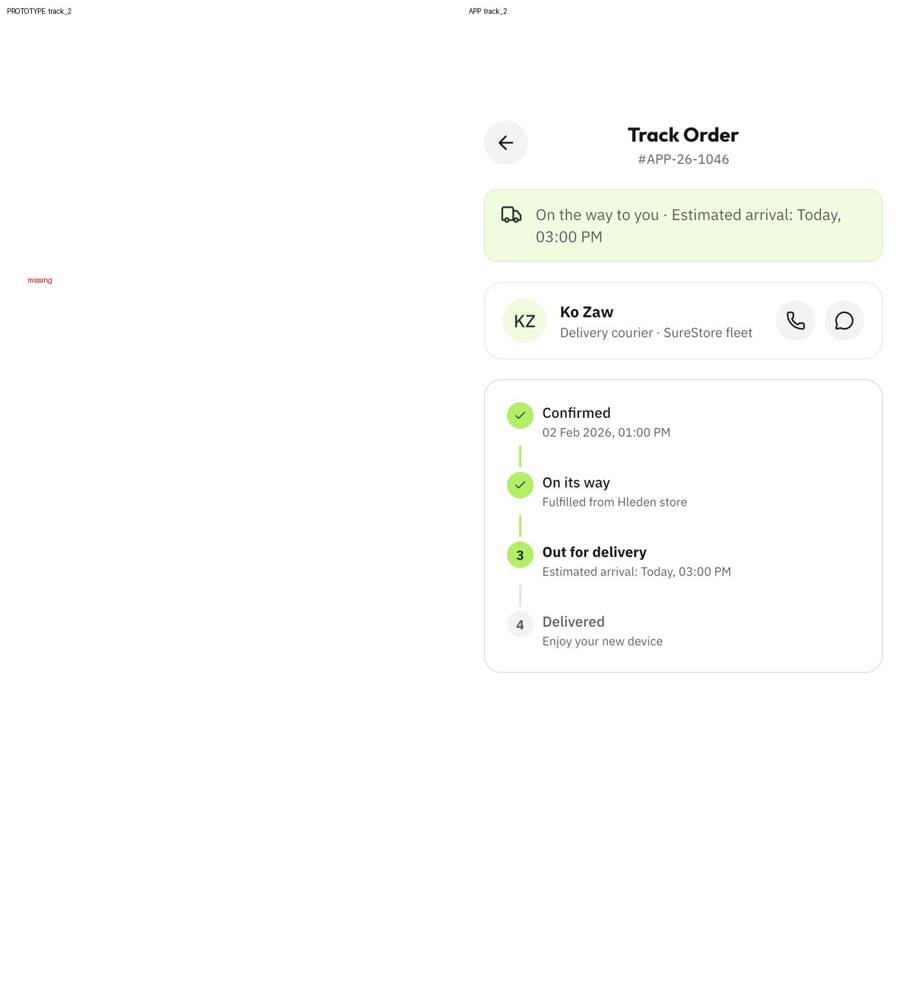 PROTOTYPE track_2
APP track_2
missing
Track Order
#APP-26-1046
On the way to you · Estimated arrival: Today,
03:00 PM
KZ
Ko Zaw
Delivery courier · SureStore fleet
Confirmed
02 Feb 2026, 01:00 PM
On its way
Fulfilled from Hleden store
3
Out for delivery
Estimated arrival: Today, 03:00 PM
4
Delivered
Enjoy your new device